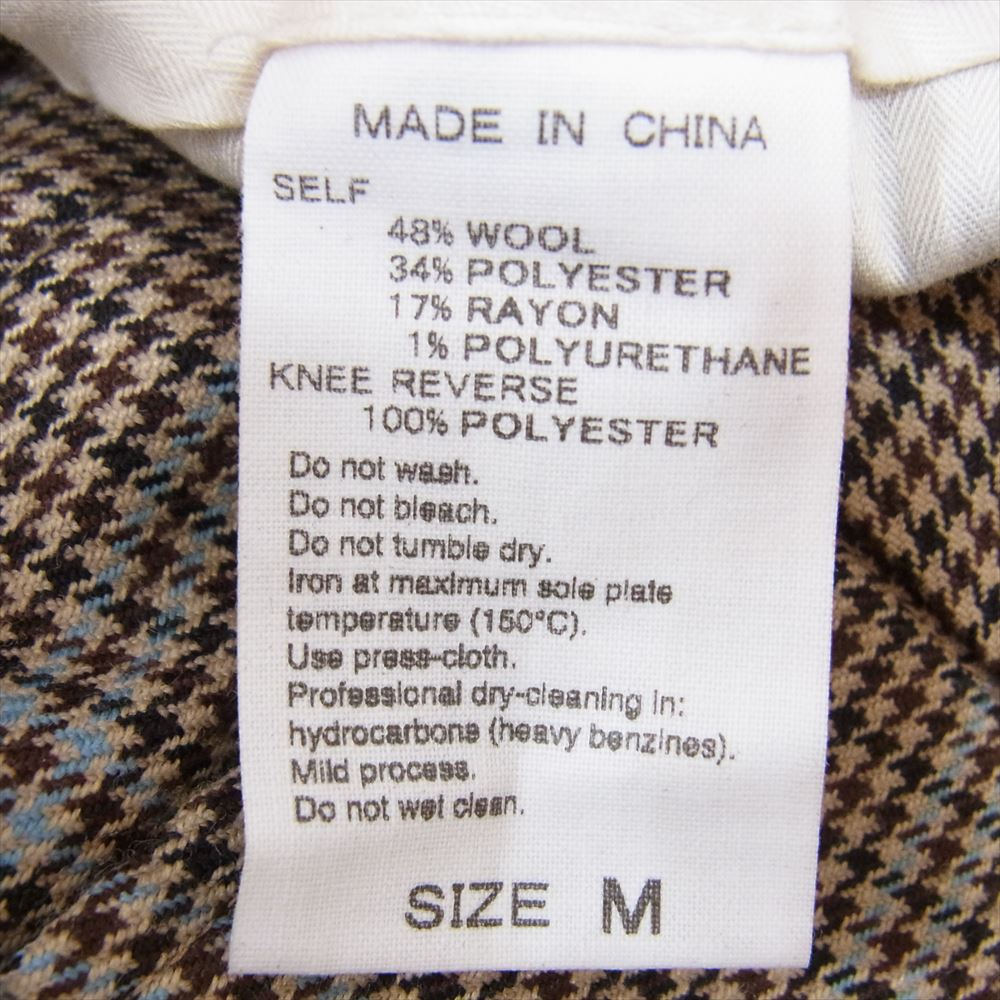 MADE IN CHINA
SELF
48% WOOL
34% POLYESTER
17% RAYON
1% POLYURETHANE
KNEE REVERSE
100% POLYESTER
Do not wash.
Do not bleach.
Do not tumble dry.
Iron at maximum sole plate
temperature (150°C).
Use press-cloth.
Professional dry-cleaning in:
hydrocarbons (heavy benzines).
Mild process.
Do not wet clean.
SIZE M